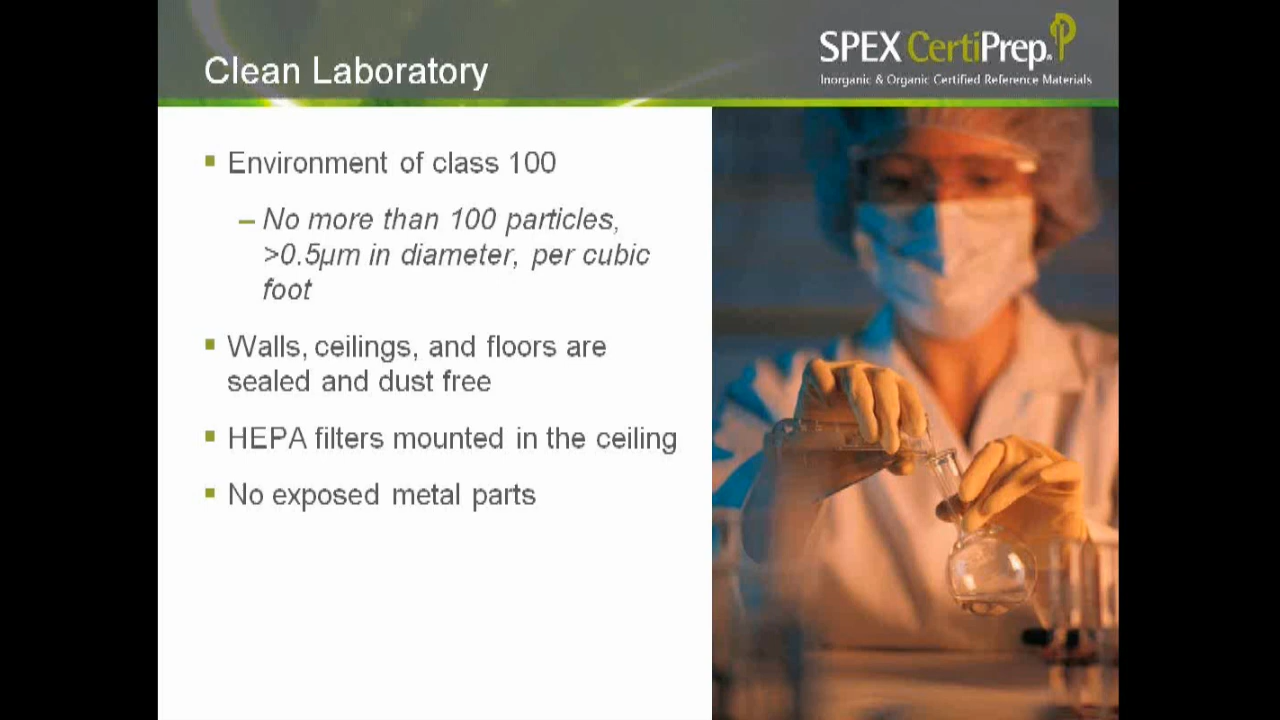 Clean Laboratory
SPEX CertiPrep®
Inorganic & Organic Certified Reference Materials
▪ Environment of class 100
– No more than 100 particles,
>0.5µm in diameter, per cubic
foot
▪ Walls, ceilings, and floors are
sealed and dust free
▪ HEPA filters mounted in the ceiling
▪ No exposed metal parts